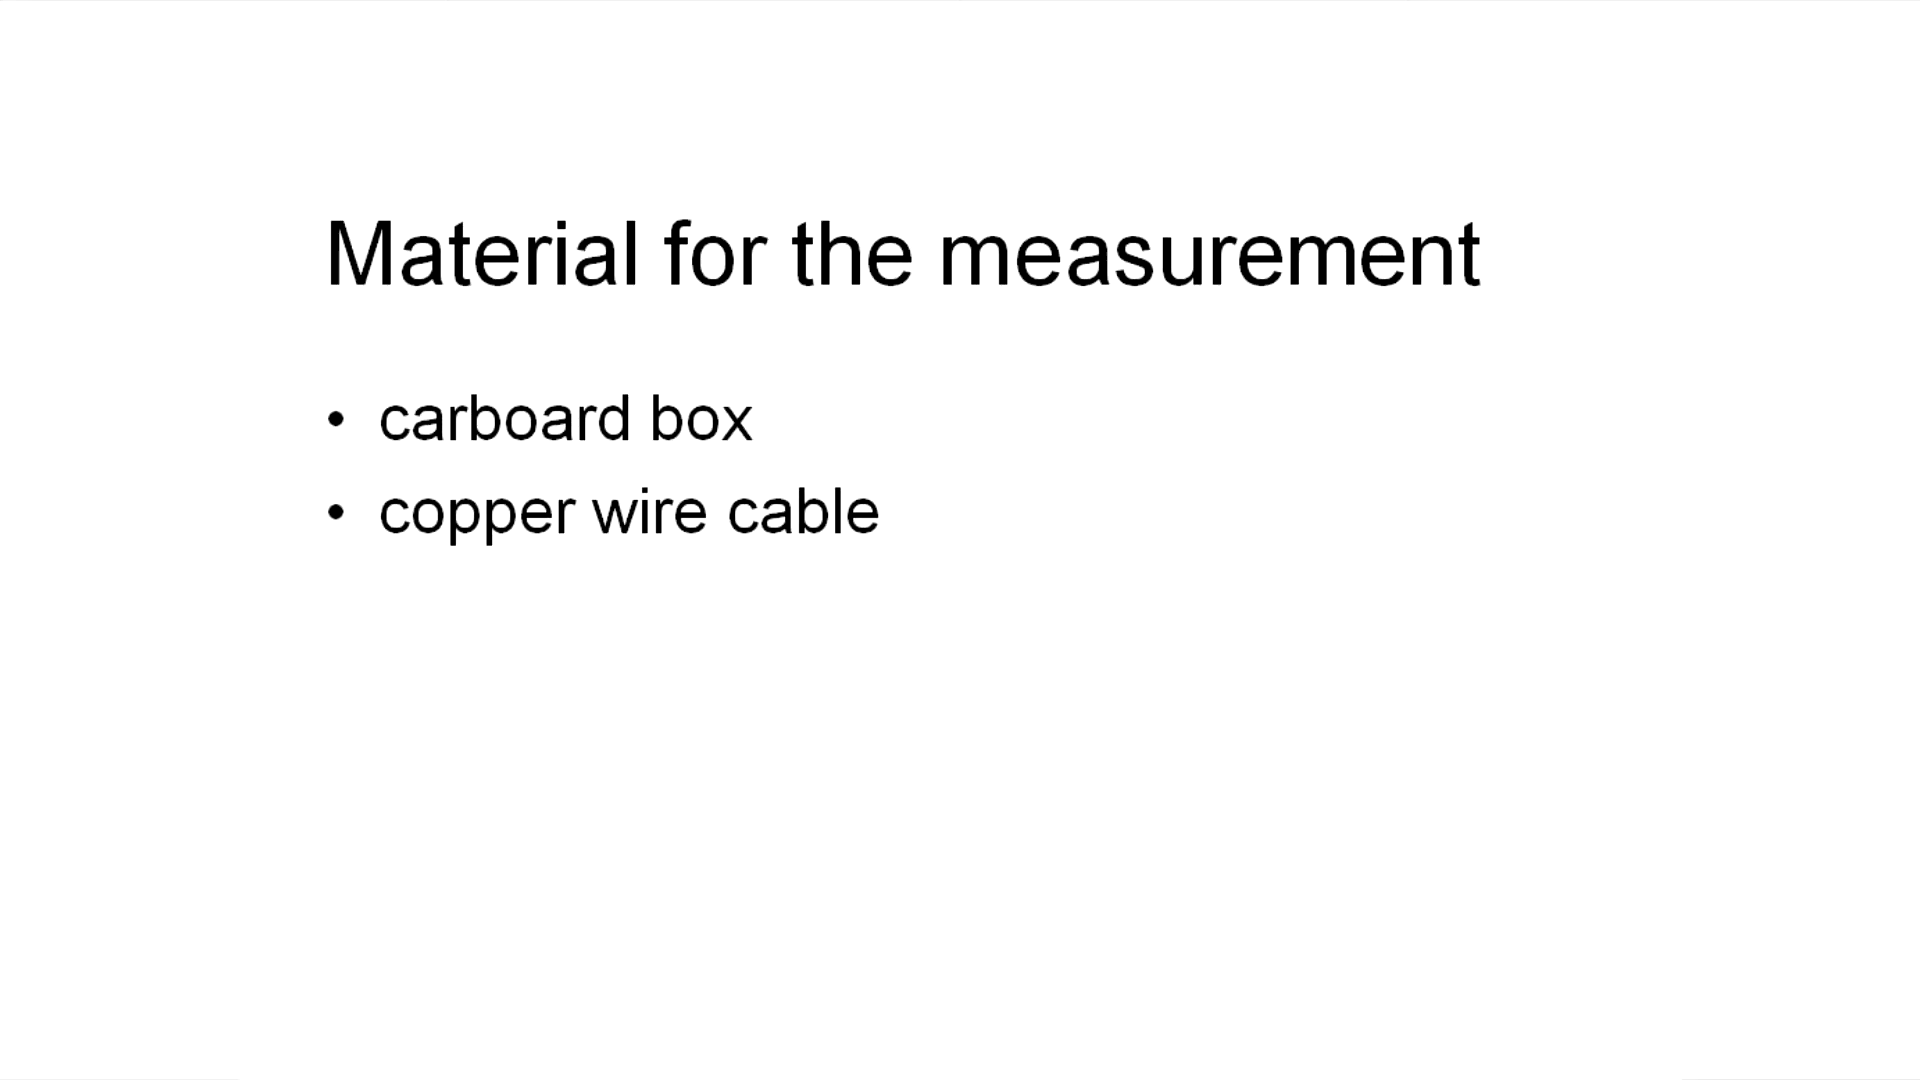 Material for the measurement
• carboard box
• copper wire cable